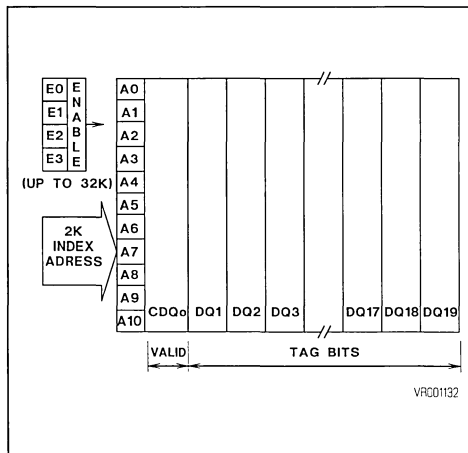 E0
E1
E2
E3
ENABLE
(UP TO 32K)
2K
INDEX
ADRESS
A0
A1
A2
A3
A4
A5
A6
A7
A8
A9
A10
CDQo DQ1 DQ2 DQ3 DQ17 DQ18 DQ19
VALID TAG BITS
VR001132